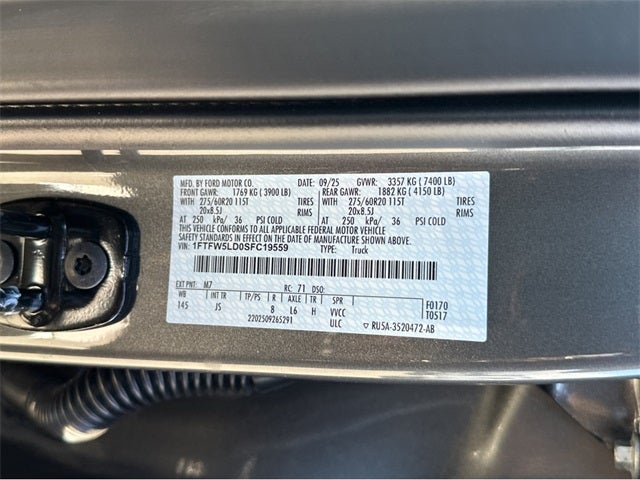 MFD. BY FORD MOTOR CO. DATE: 09/25 GVWR: 3357 KG ( 7400 LB)
FRONT GAWR: 1769 KG ( 3900 LB) REAR GAWR: 1882 KG ( 4150 LB)
275/60R20 115T TIRES 275/60R20 115T TIRES
20x8.5J RIMS 20x8.5J RIMS
AT 250 kPa/ 36 PSI COLD AT 250 kPa/ 36 PSI COLD
THIS VEHICLE CONFORMS TO ALL APPLICABLE FEDERAL MOTOR VEHICLE
SAFETY STANDARDS IN EFFECT ON THE DATE OF MANUFACTURE SHOWN ABOVE.
VIN: 1FTFW5LD0SFC19559 TYPE: Truck
EXT PNT: M7 RC: 71 DSO:
WB INT TR TP/PS R AXLE TR SPR F0170
145 JS 8 L6 H VVCC T0517
2202509265291 ULC RU5A-3520472-AB